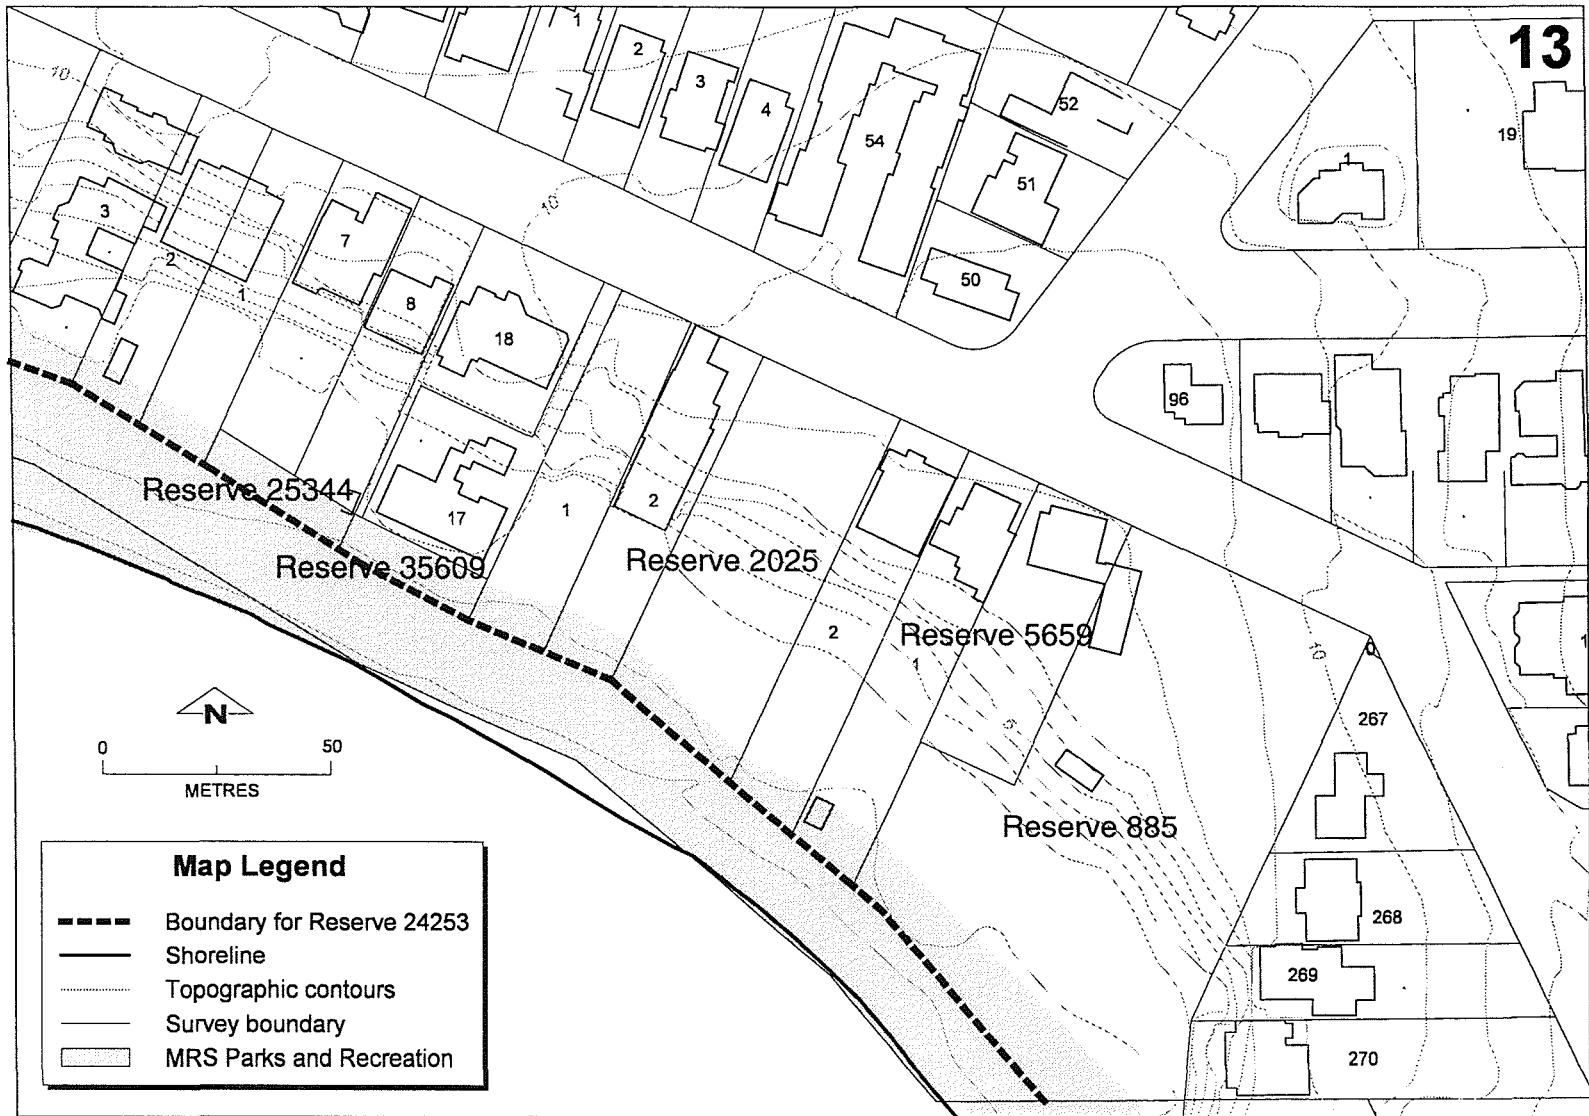 13
1
2
3
4
54
52
51
50
1
19
10
10
3
2
1
7
8
18
17
1
2
96
Reserve 25344
Reserve 35609
Reserve 2025
2
Reserve 5659
1
5
10
0
1
267
Reserve 885
268
269
270
N
0 50
METRES
Map Legend
Boundary for Reserve 24253
Shoreline
Topographic contours
Survey boundary
MRS Parks and Recreation